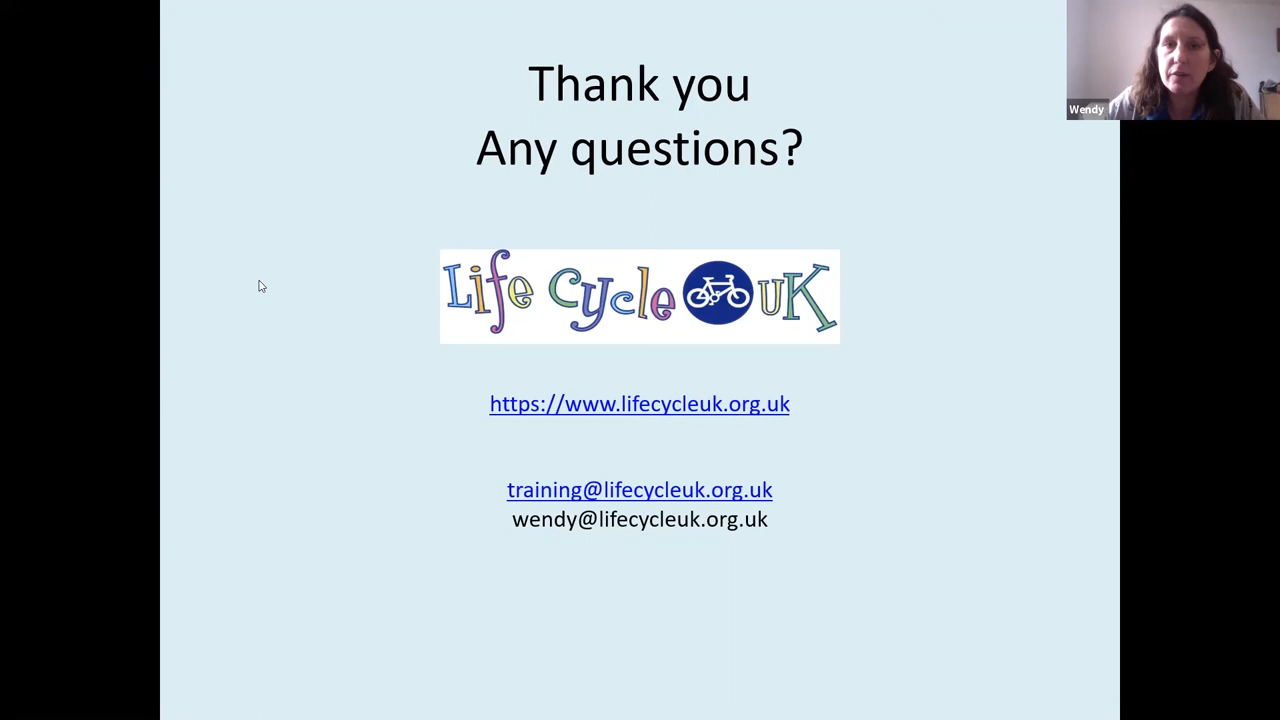 Thank you
Any questions?
Wendy
Life Cycle UK
https://www.lifecycleuk.org.uk
training@lifecycleuk.org.uk
wendy@lifecycleuk.org.uk